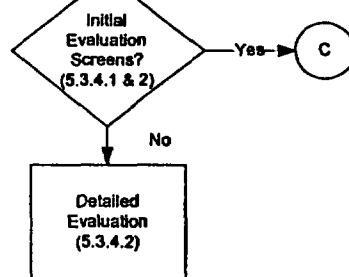 Initial
Evaluation
Screens?
(5.3.4.1 & 2)
Yes
C
No
Detailed
Evaluation
(5.3.4.2)